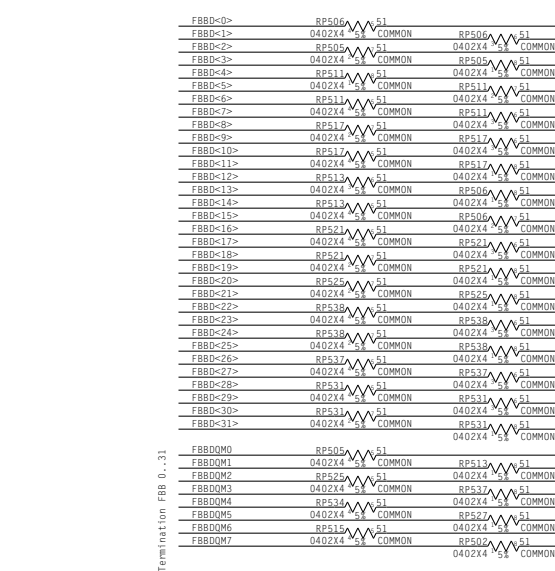 FBBD<0> RP506 51
FBBD<1> 0402X4 5% COMMON RP506 51
FBBD<2> RP505 51 0402X4 5% COMMON
FBBD<3> 0402X4 5% COMMON RP505 51
FBBD<4> RP511 51 0402X4 5% COMMON
FBBD<5> 0402X4 5% COMMON RP511 51
FBBD<6> RP511 51 0402X4 5% COMMON
FBBD<7> 0402X4 5% COMMON RP511 51
FBBD<8> RP517 51 0402X4 5% COMMON
FBBD<9> 0402X4 5% COMMON RP517 51
FBBD<10> RP517 51 0402X4 5% COMMON
FBBD<11> 0402X4 5% COMMON RP517 51
FBBD<12> RP513 51 0402X4 5% COMMON
FBBD<13> 0402X4 5% COMMON RP506 51
FBBD<14> RP513 51 0402X4 5% COMMON
FBBD<15> 0402X4 5% COMMON RP506 51
FBBD<16> RP521 51 0402X4 5% COMMON
FBBD<17> 0402X4 5% COMMON RP521 51
FBBD<18> RP521 51 0402X4 5% COMMON
FBBD<19> 0402X4 5% COMMON RP521 51
FBBD<20> RP525 51 0402X4 5% COMMON
FBBD<21> 0402X4 5% COMMON RP525 51
FBBD<22> RP538 51 0402X4 5% COMMON
FBBD<23> 0402X4 5% COMMON RP538 51
FBBD<24> RP538 51 0402X4 5% COMMON
FBBD<25> 0402X4 5% COMMON RP538 51
FBBD<26> RP537 51 0402X4 5% COMMON
FBBD<27> 0402X4 5% COMMON RP537 51
FBBD<28> RP531 51 0402X4 5% COMMON
FBBD<29> 0402X4 5% COMMON RP531 51
FBBD<30> RP531 51 0402X4 5% COMMON
FBBD<31> 0402X4 5% COMMON RP531 51
0402X4 5% COMMON
Termination FBB 0..31
FBBDQM0 RP505 51
FBBDQM1 0402X4 5% COMMON RP513 51
FBBDQM2 RP525 51 0402X4 5% COMMON
FBBDQM3 0402X4 5% COMMON RP537 51
FBBDQM4 RP534 51 0402X4 5% COMMON
FBBDQM5 0402X4 5% COMMON RP527 51
FBBDQM6 RP515 51 0402X4 5% COMMON
FBBDQM7 0402X4 5% COMMON RP502 51
0402X4 5% COMMON